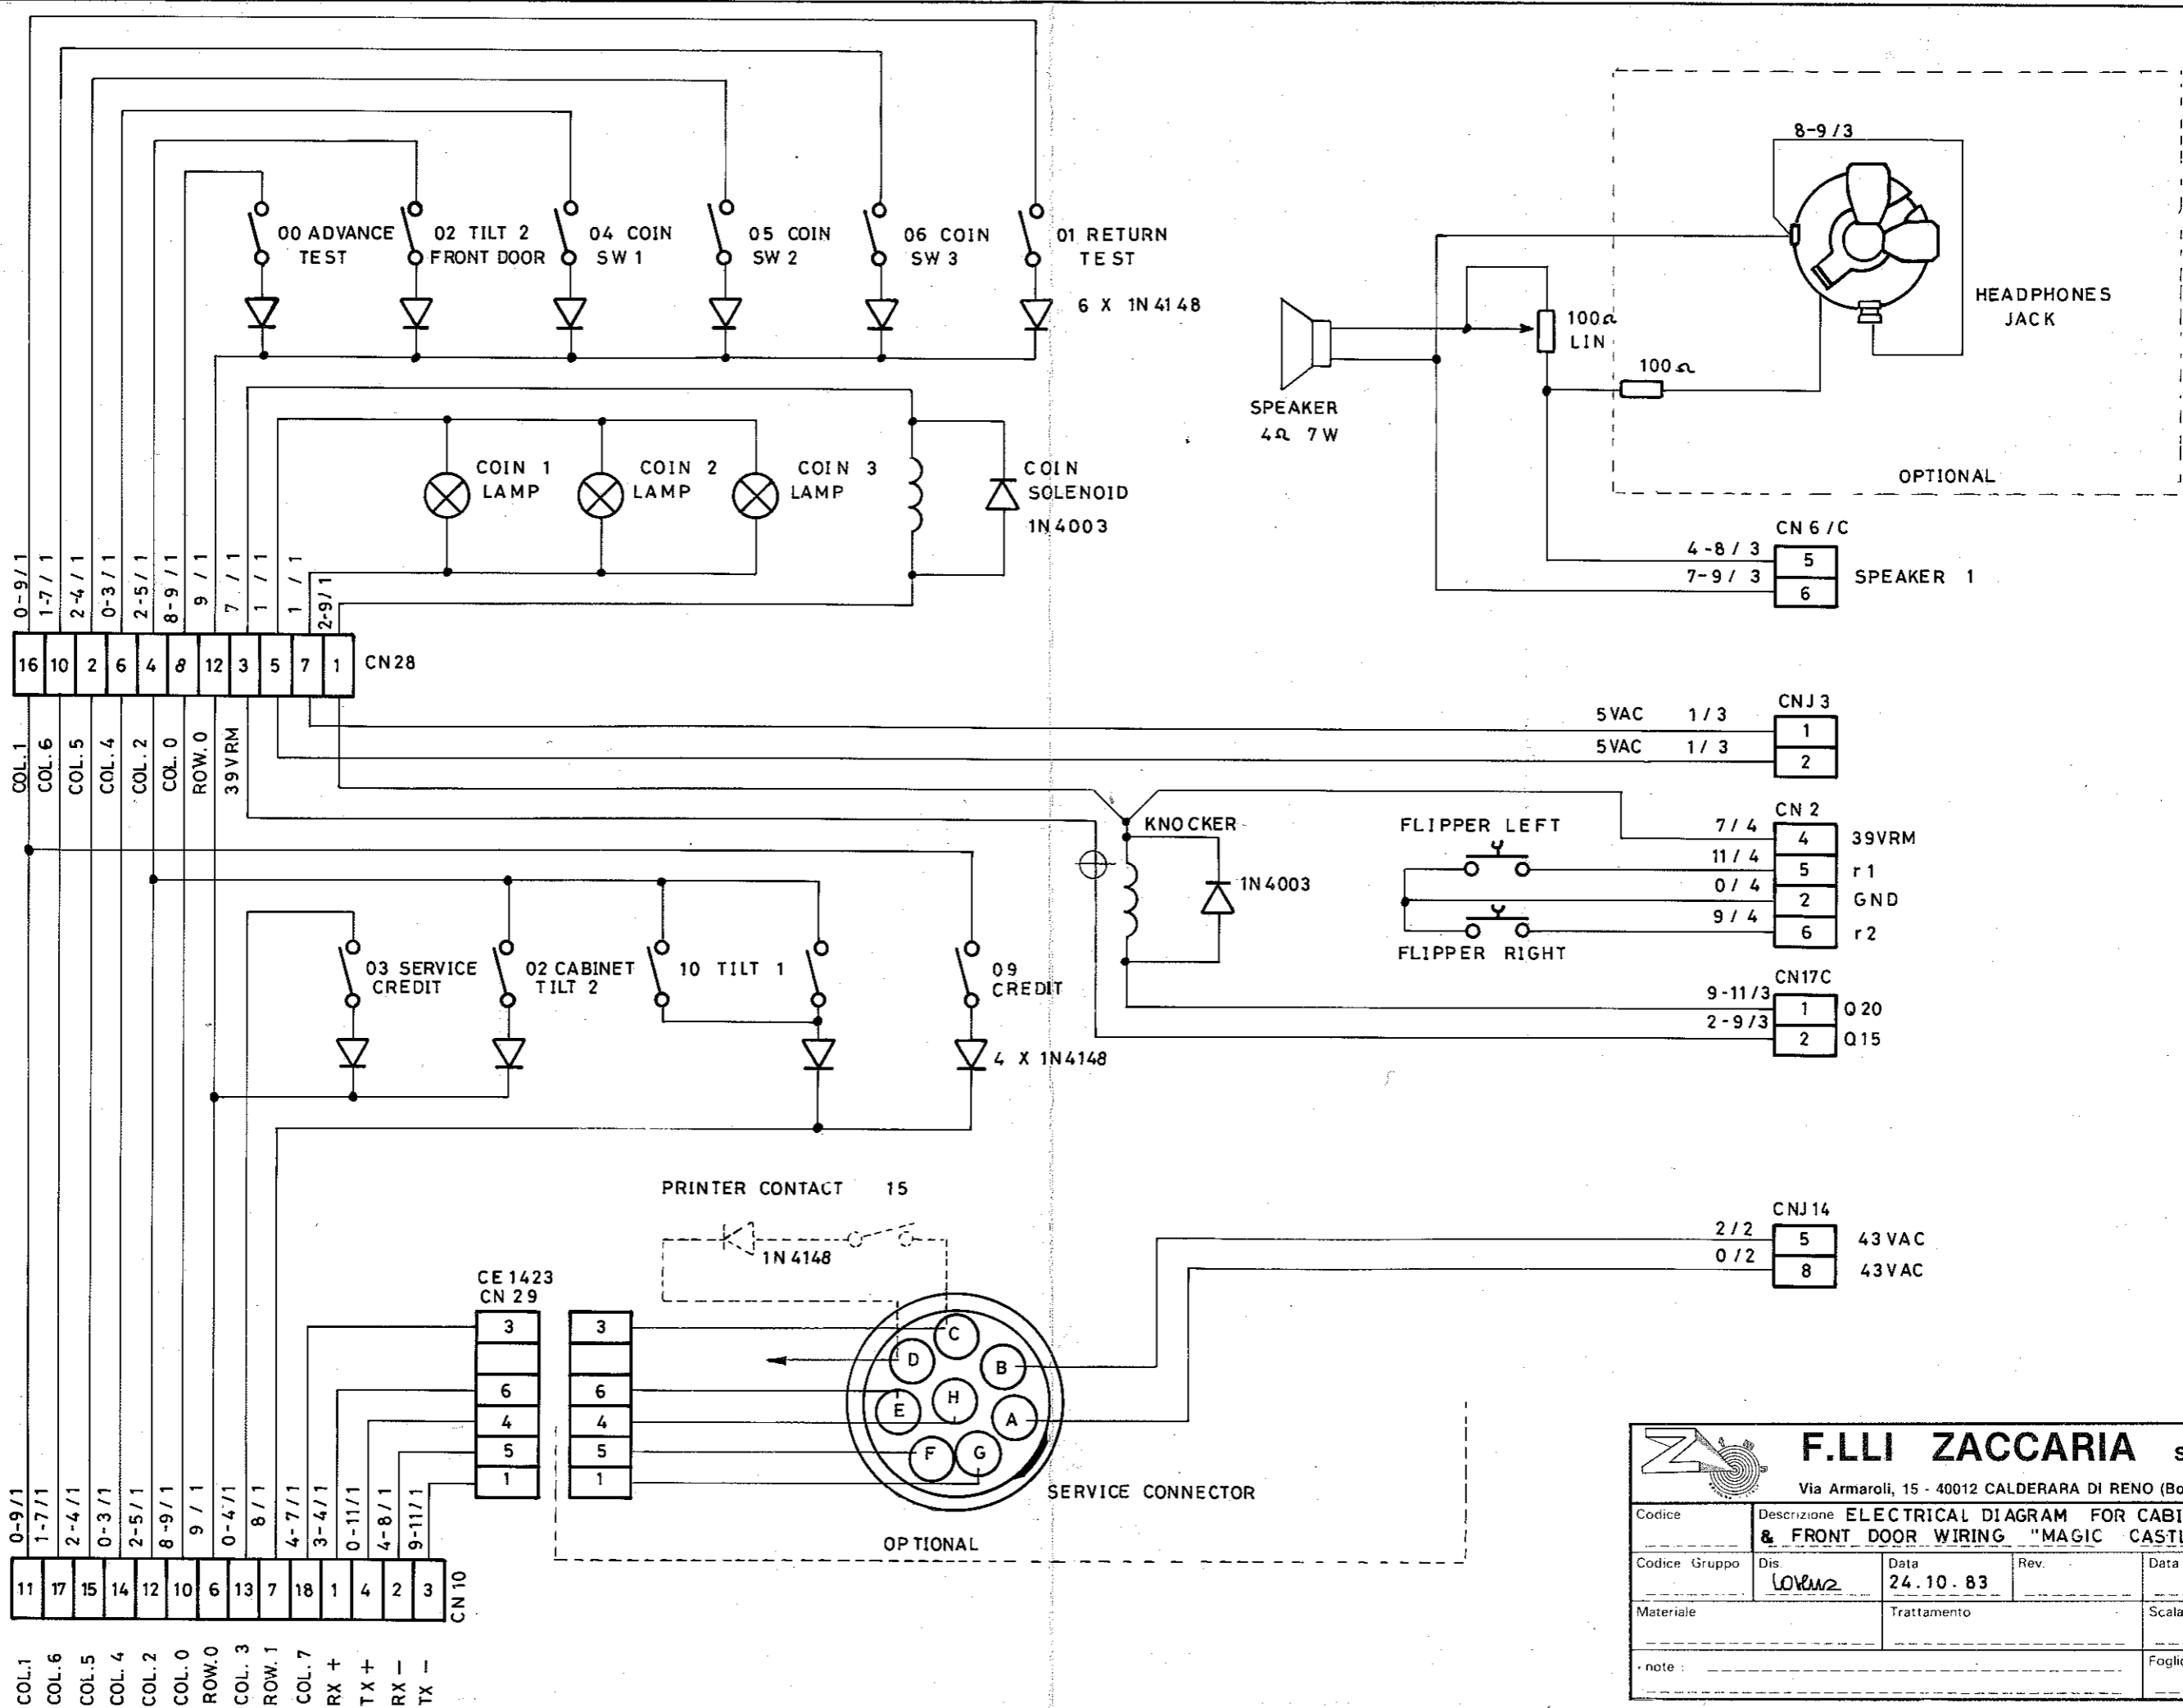 8-9/3
00 ADVANCE TEST
02 TILT 2 FRONT DOOR
04 COIN SW 1
05 COIN SW 2
06 COIN SW 3
01 RETURN TEST
6 X 1N4148
HEADPHONES JACK
100Ω LIN
100Ω
SPEAKER
4Ω 7W
OPTIONAL
COIN 1 LAMP
COIN 2 LAMP
COIN 3 LAMP
COIN SOLENOID
1N4003
0-9/1
1-7/1
2-4/1
0-3/1
2-5/1
8-9/1
9/1
7./1
1/1
1/1
2-9/1
CN 6/C
4-8/3 5
7-9/3 6
SPEAKER 1
16 10 2 6 4 8 12 3 5 7 1 CN28
COL.1
COL.6
COL.5
COL.4
COL.2
COL.0
ROW.0
39VRM
CNJ3
5VAC 1/3 1
5VAC 1/3 2
KNOCKER
1N4003
FLIPPER LEFT
FLIPPER RIGHT
CN 2
7/4 4 39VRM
11/4 5 r1
0/4 2 GND
9/4 6 r2
CN17C
9-11/3 1 Q20
2-9/3 2 Q15
03 SERVICE CREDIT
02 CABINET TILT 2
10 TILT 1
09 CREDIT
4 X 1N4148
PRINTER CONTACT 15
1N4148
CNJ14
2/2 5 43VAC
0/2 8 43VAC
CE1423
CN 29
3 3
6 6
4 4
5 5
1 1
C
D
B
H
E
A
F
G
SERVICE CONNECTOR
OPTIONAL
0-9/1
1-7/1
2-4/1
0-3/1
2-5/1
8-9/1
9/1
0-4/1
8/1
4-7/1
3-4/1
0-11/1
4-8/1
9-11/1
11 17 15 14 12 10 6 13 7 18 1 4 2 3 CN10
COL.1
COL.6
COL.5
COL.4
COL.2
COL.0
ROW.0
COL.3
ROW.1
COL.7
RX +
TX +
RX −
TX −
F.LLI ZACCARIA
Via Armaroli, 15 - 40012 CALDERARA DI RENO (Bo
Codice
Descrizione ELECTRICAL DIAGRAM FOR CABI
& FRONT DOOR WIRING "MAGIC CASTL
Codice Gruppo Dis. Data Rev. Data
24.10.83
Materiale Trattamento Scala
note : Foglio